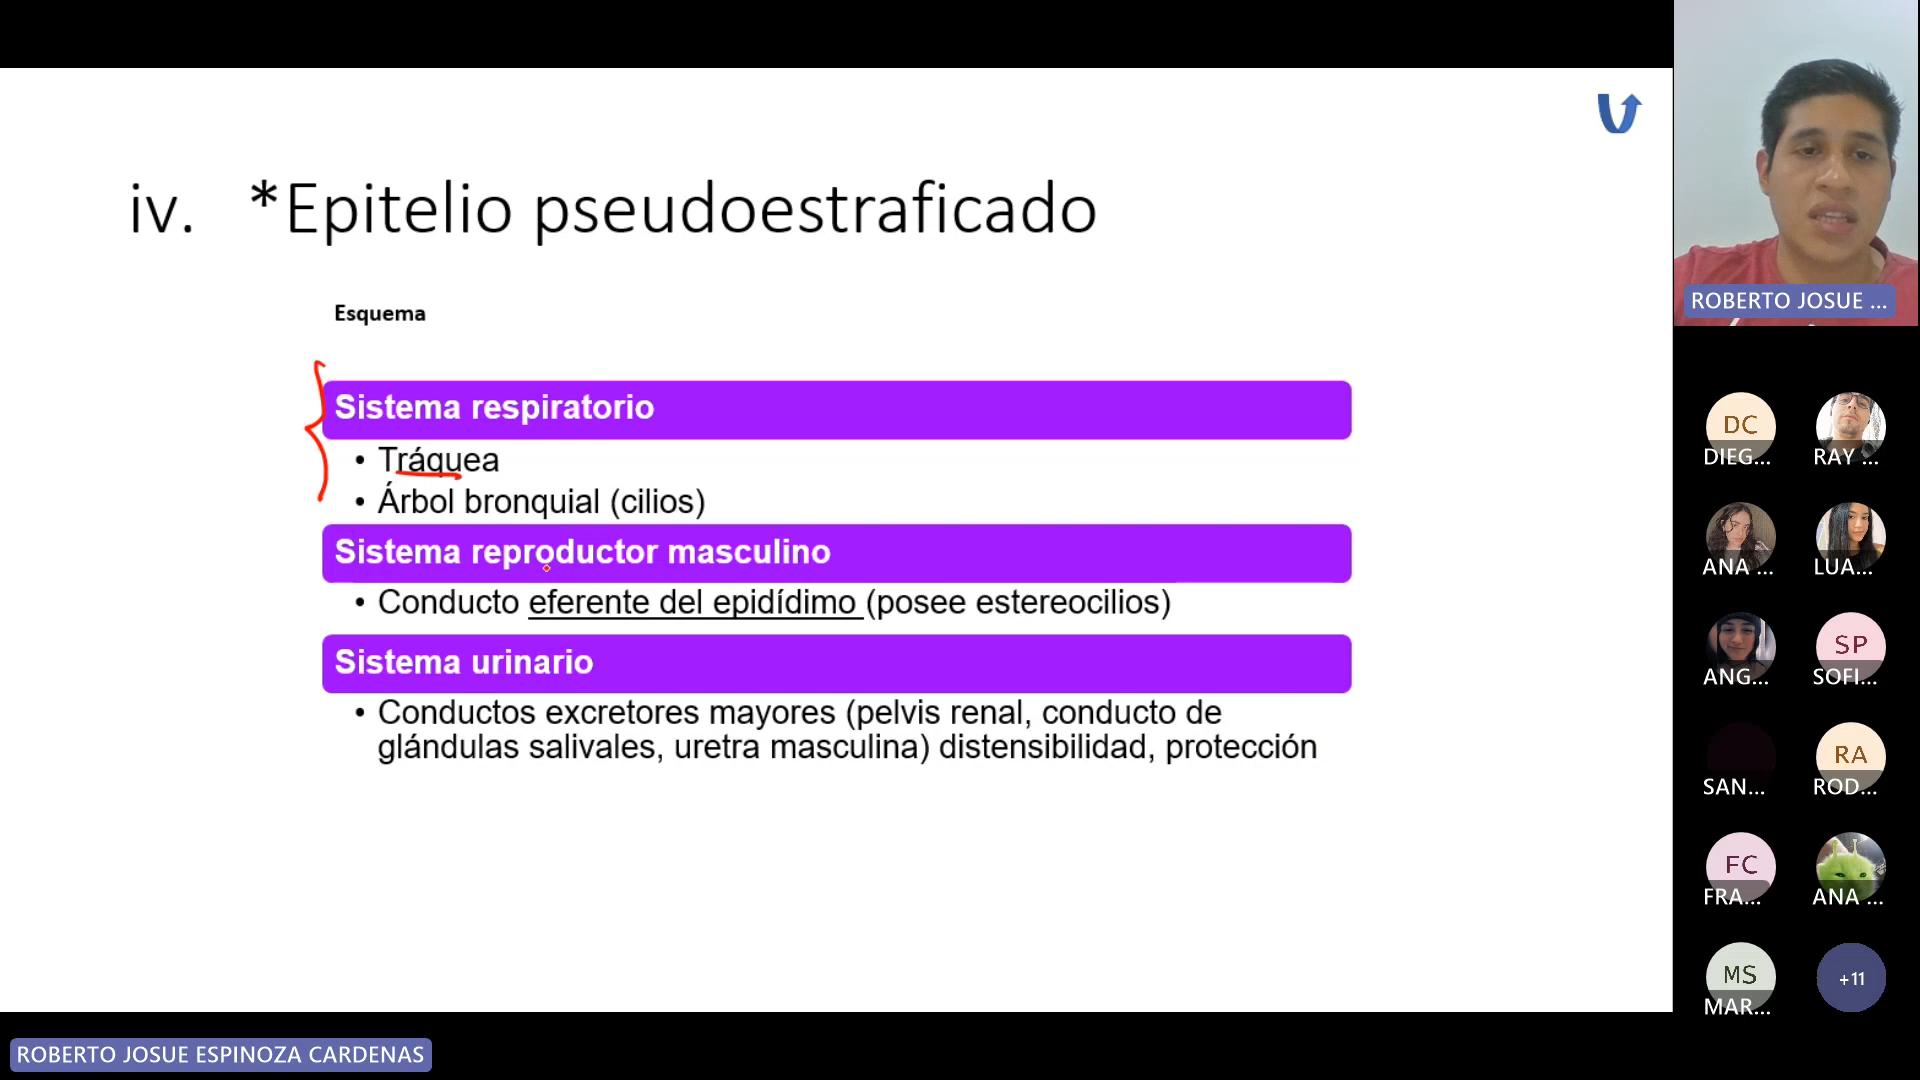 iv. *Epitelio pseudoestraficado
Esquema
Sistema respiratorio
• Tráquea
• Árbol bronquial (cilios)
Sistema reproductor masculino
• Conducto eferente del epidídimo (posee estereocilios)
Sistema urinario
• Conductos excretores mayores (pelvis renal, conducto de
glándulas salivales, uretra masculina) distensibilidad, protección
ROBERTO JOSUE ESPINOZA CARDENAS
ROBERTO JOSUE ...
DC
DIEG...
RAY ...
ANA ...
LUA...
ANG...
SP
SOFI...
SAN...
RA
ROD...
FC
FRA...
ANA ...
MS
MAR...
+11